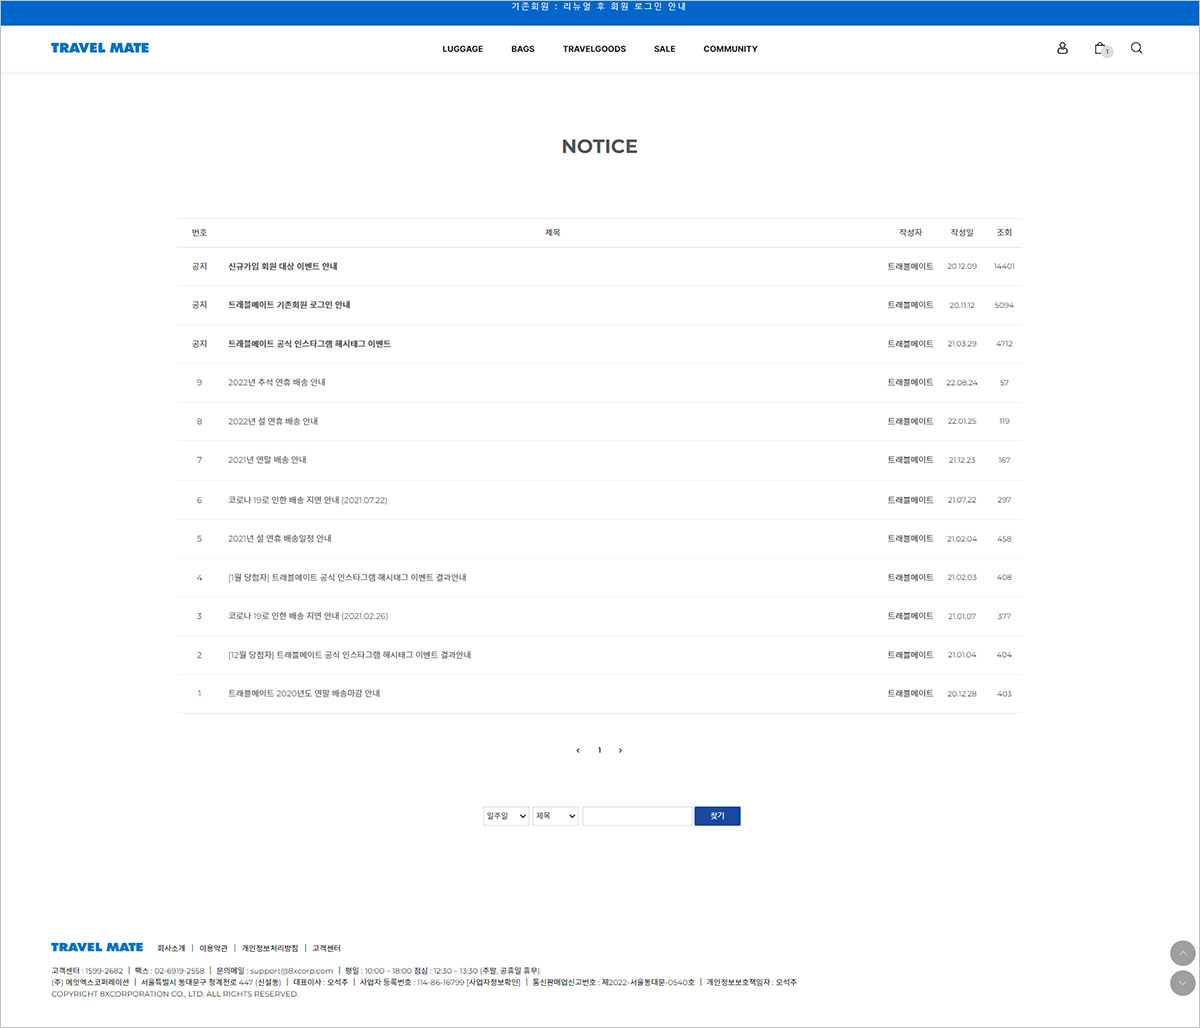 기존회원 : 리뉴얼 후 회원 로그인 안내
TRAVEL MATE LUGGAGE BAGS TRAVELGOODS SALE COMMUNITY 1
NOTICE
번호 제목 작성자 작성일 조회
공지 신규가입 회원 대상 이벤트 안내 트래블메이트 20.12.09 14401
공지 트래블메이트 기존회원 로그인 안내 트래블메이트 20.11.12 5094
공지 트래블메이트 공식 인스타그램 해시태그 이벤트 트래블메이트 21.03.29 4712
9 2022년 추석 연휴 배송 안내 트래블메이트 22.08.24 57
8 2022년 설 연휴 배송 안내 트래블메이트 22.01.25 119
7 2021년 연말 배송 안내 트래블메이트 21.12.23 167
6 코로나 19로 인한 배송 지연 안내 (2021.07.22) 트래블메이트 21.07.22 297
5 2021년 설 연휴 배송일정 안내 트래블메이트 21.02.04 458
4 [1월 당첨자] 트래블메이트 공식 인스타그램 해시태그 이벤트 결과안내 트래블메이트 21.02.03 408
3 코로나 19로 인한 배송 지연 안내 (2021.02.26) 트래블메이트 21.01.07 377
2 [12월 당첨자] 트래블메이트 공식 인스타그램 해시태그 이벤트 결과안내 트래블메이트 21.01.04 404
1 트래블메이트 2020년도 연말 배송마감 안내 트래블메이트 20.12.28 403
< 1 >
일주일 제목 찾기
TRAVEL MATE 회사소개 | 이용약관 | 개인정보처리방침 | 고객센터
고객센터 : 1599-2682 | 팩스 : 02-6919-2558 | 문의메일 : support@8xcorp.com | 평일 : 10:00 ~ 18:00 점심 : 12:30 ~ 13:30 (주말, 공휴일 휴무)
(주) 에잇엑스코퍼레이션 | 서울특별시 동대문구 청계천로 447 (신설동) | 대표이사 : 오석주 | 사업자 등록번호 : 114-86-16799 [사업자정보확인] | 통신판매업신고번호 : 제2022-서울동대문-0540호 | 개인정보보호책임자 : 오석주
COPYRIGHT 8XCORPORATION CO., LTD. ALL RIGHTS RESERVED.